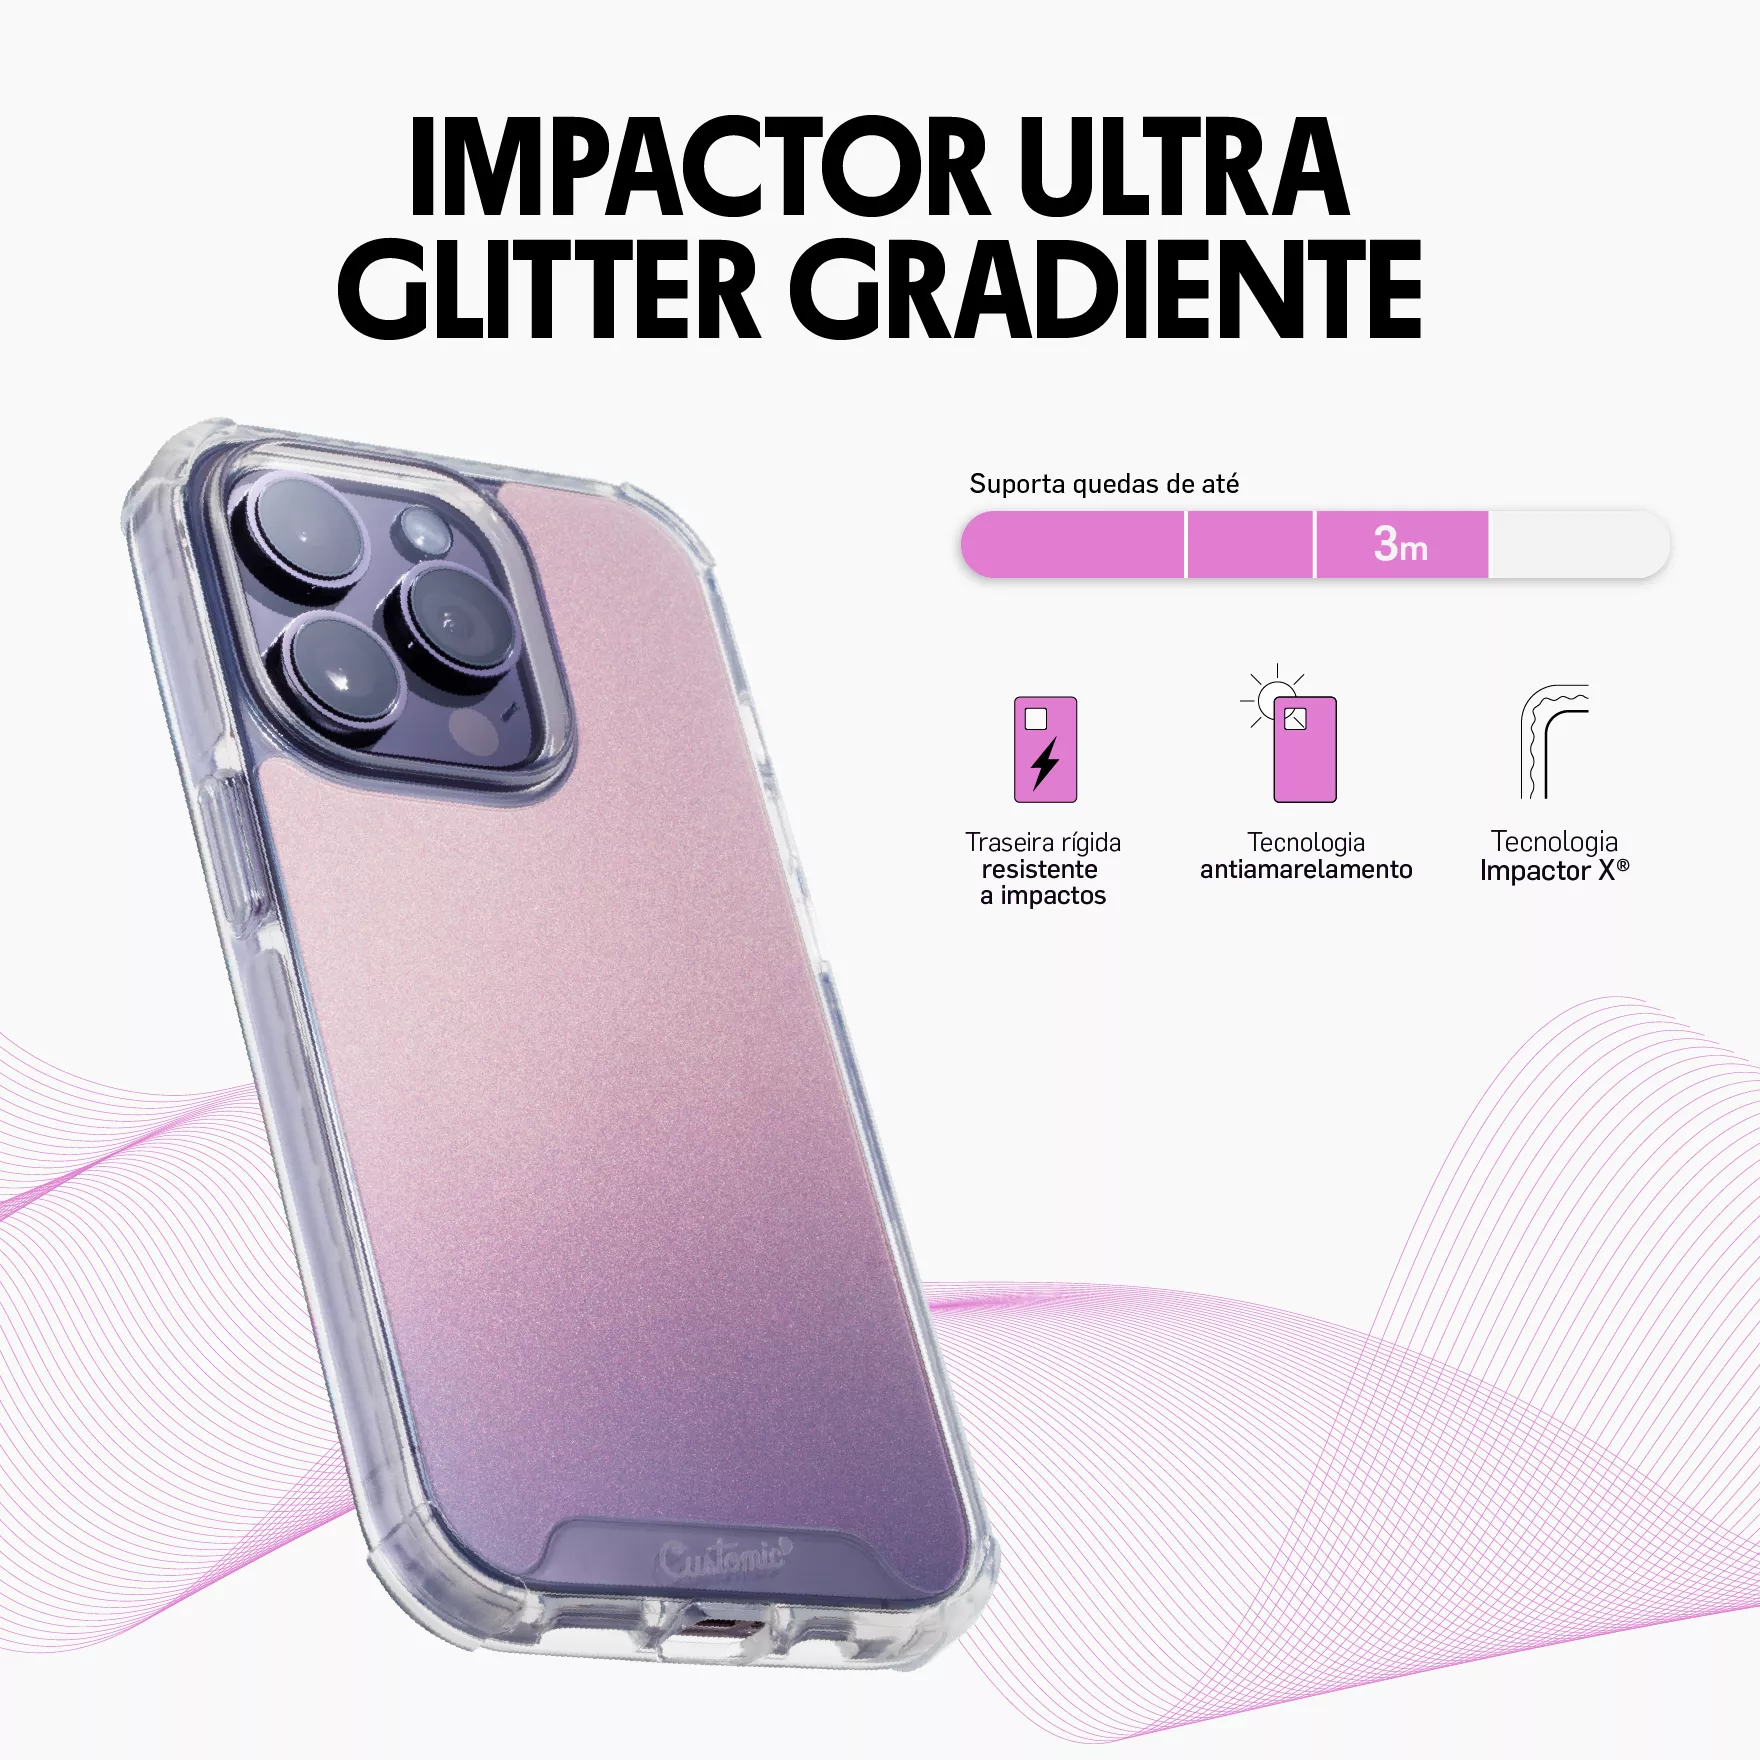 IMPACTOR ULTRA
GLITTER GRADIENTE
Suporta quedas de até
3m
Traseira rígida
resistente
a impactos
Tecnologia
antiamarelamento
Tecnologia
Impactor X®
Customic